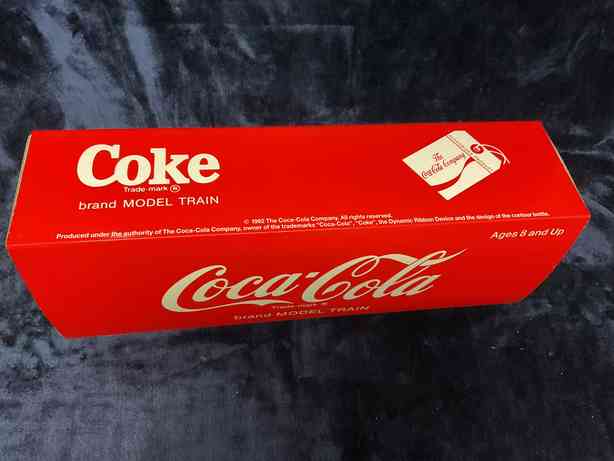 Coke
Trade-mark ®
brand MODEL TRAIN
The
Coca-Cola Company
© 1992 The Coca-Cola Company. All rights reserved.
Produced under the authority of The Coca-Cola Company, owner of the trademarks "Coca-Cola", "Coke", the Dynamic Ribbon Device and the design of the contour bottle.
Ages 8 and Up
Coca-Cola
Trade-mark ®
brand MODEL TRAIN